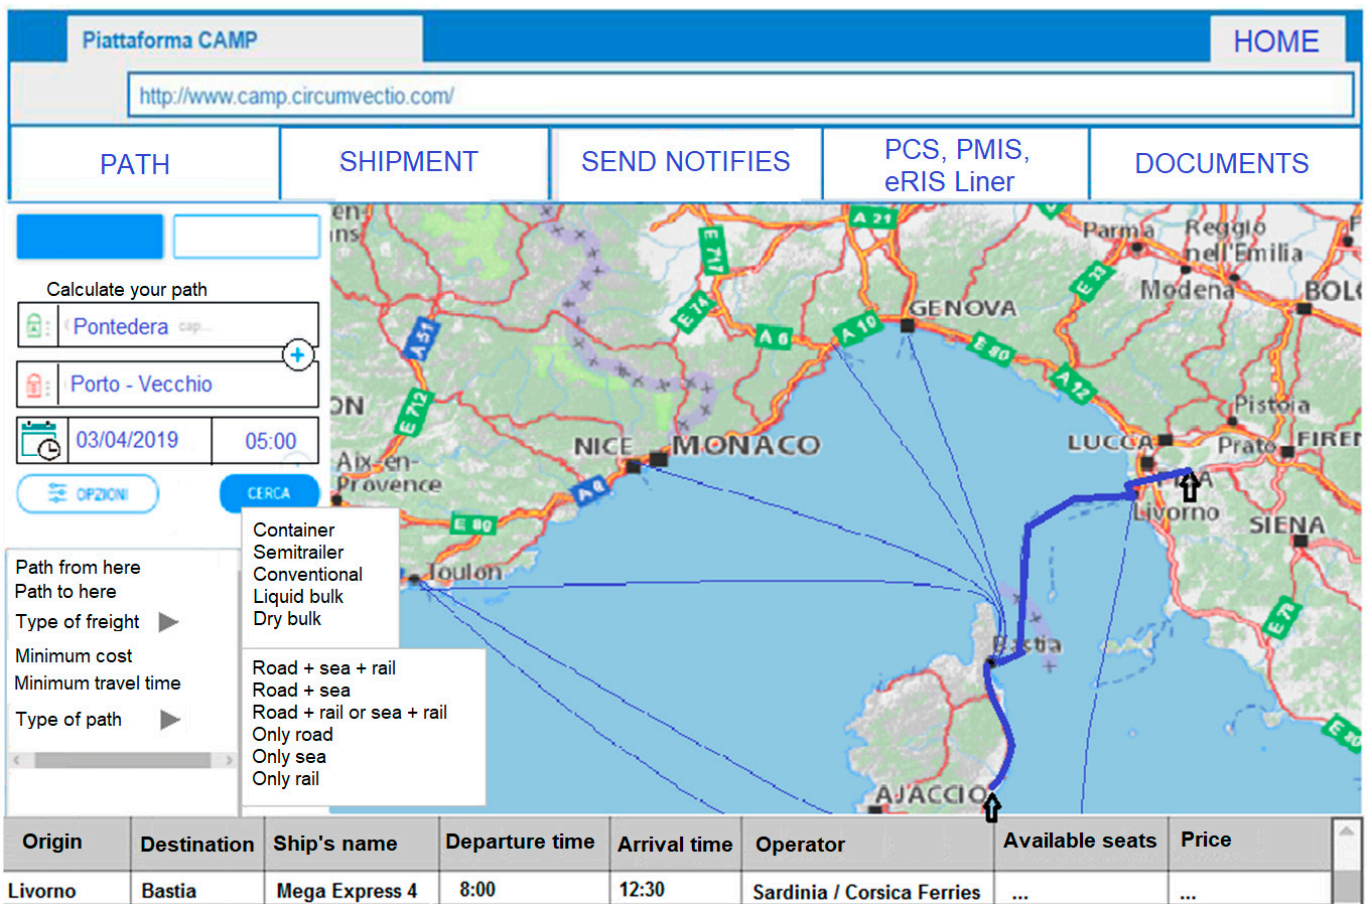 Piattaforma CAMP
HOME
http://www.camp.circumvectio.com/
PATH
SHIPMENT
SEND NOTIFIES
PCS, PMIS,
eRIS Liner
DOCUMENTS
Calculate your path
Pontedera cap...
Porto - Vecchio
03/04/2019
05:00
OPZIONI
CERCA
Container
Semitrailer
Conventional
Liquid bulk
Dry bulk
Path from here
Path to here
Type of freight
Minimum cost
Minimum travel time
Type of path
Road + sea + rail
Road + sea
Road + rail or sea + rail
Only road
Only sea
Only rail
A 21
E 717
E 74
A 6
A 10
GENOVA
E 80
A 12
E 33
Parma
Reggio
nell'Emilia
Modena
A 51
E 712
NICE
MONACO
Aix-en-
Provence
A 8
E 80
Toulon
Pistoia
LUCCA
Prato
Livorno
SIENA
E 78
E 80
Bastia
AJACCIO
Origin Destination Ship's name Departure time Arrival time Operator Available seats Price
Livorno Bastia Mega Express 4 8:00 12:30 Sardinia / Corsica Ferries ... ...